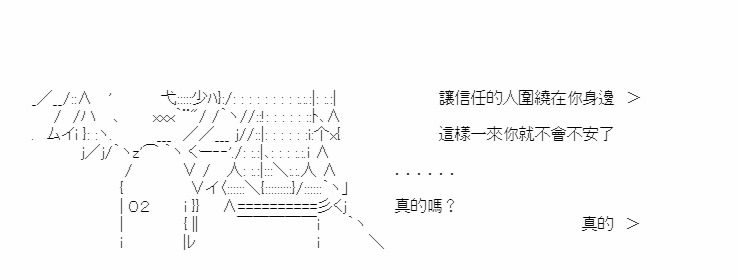 讓信任的人圍繞在你身邊 ＞
這樣一來你就不會不安了
．．．．．．
真的嗎？
真的 ＞
02